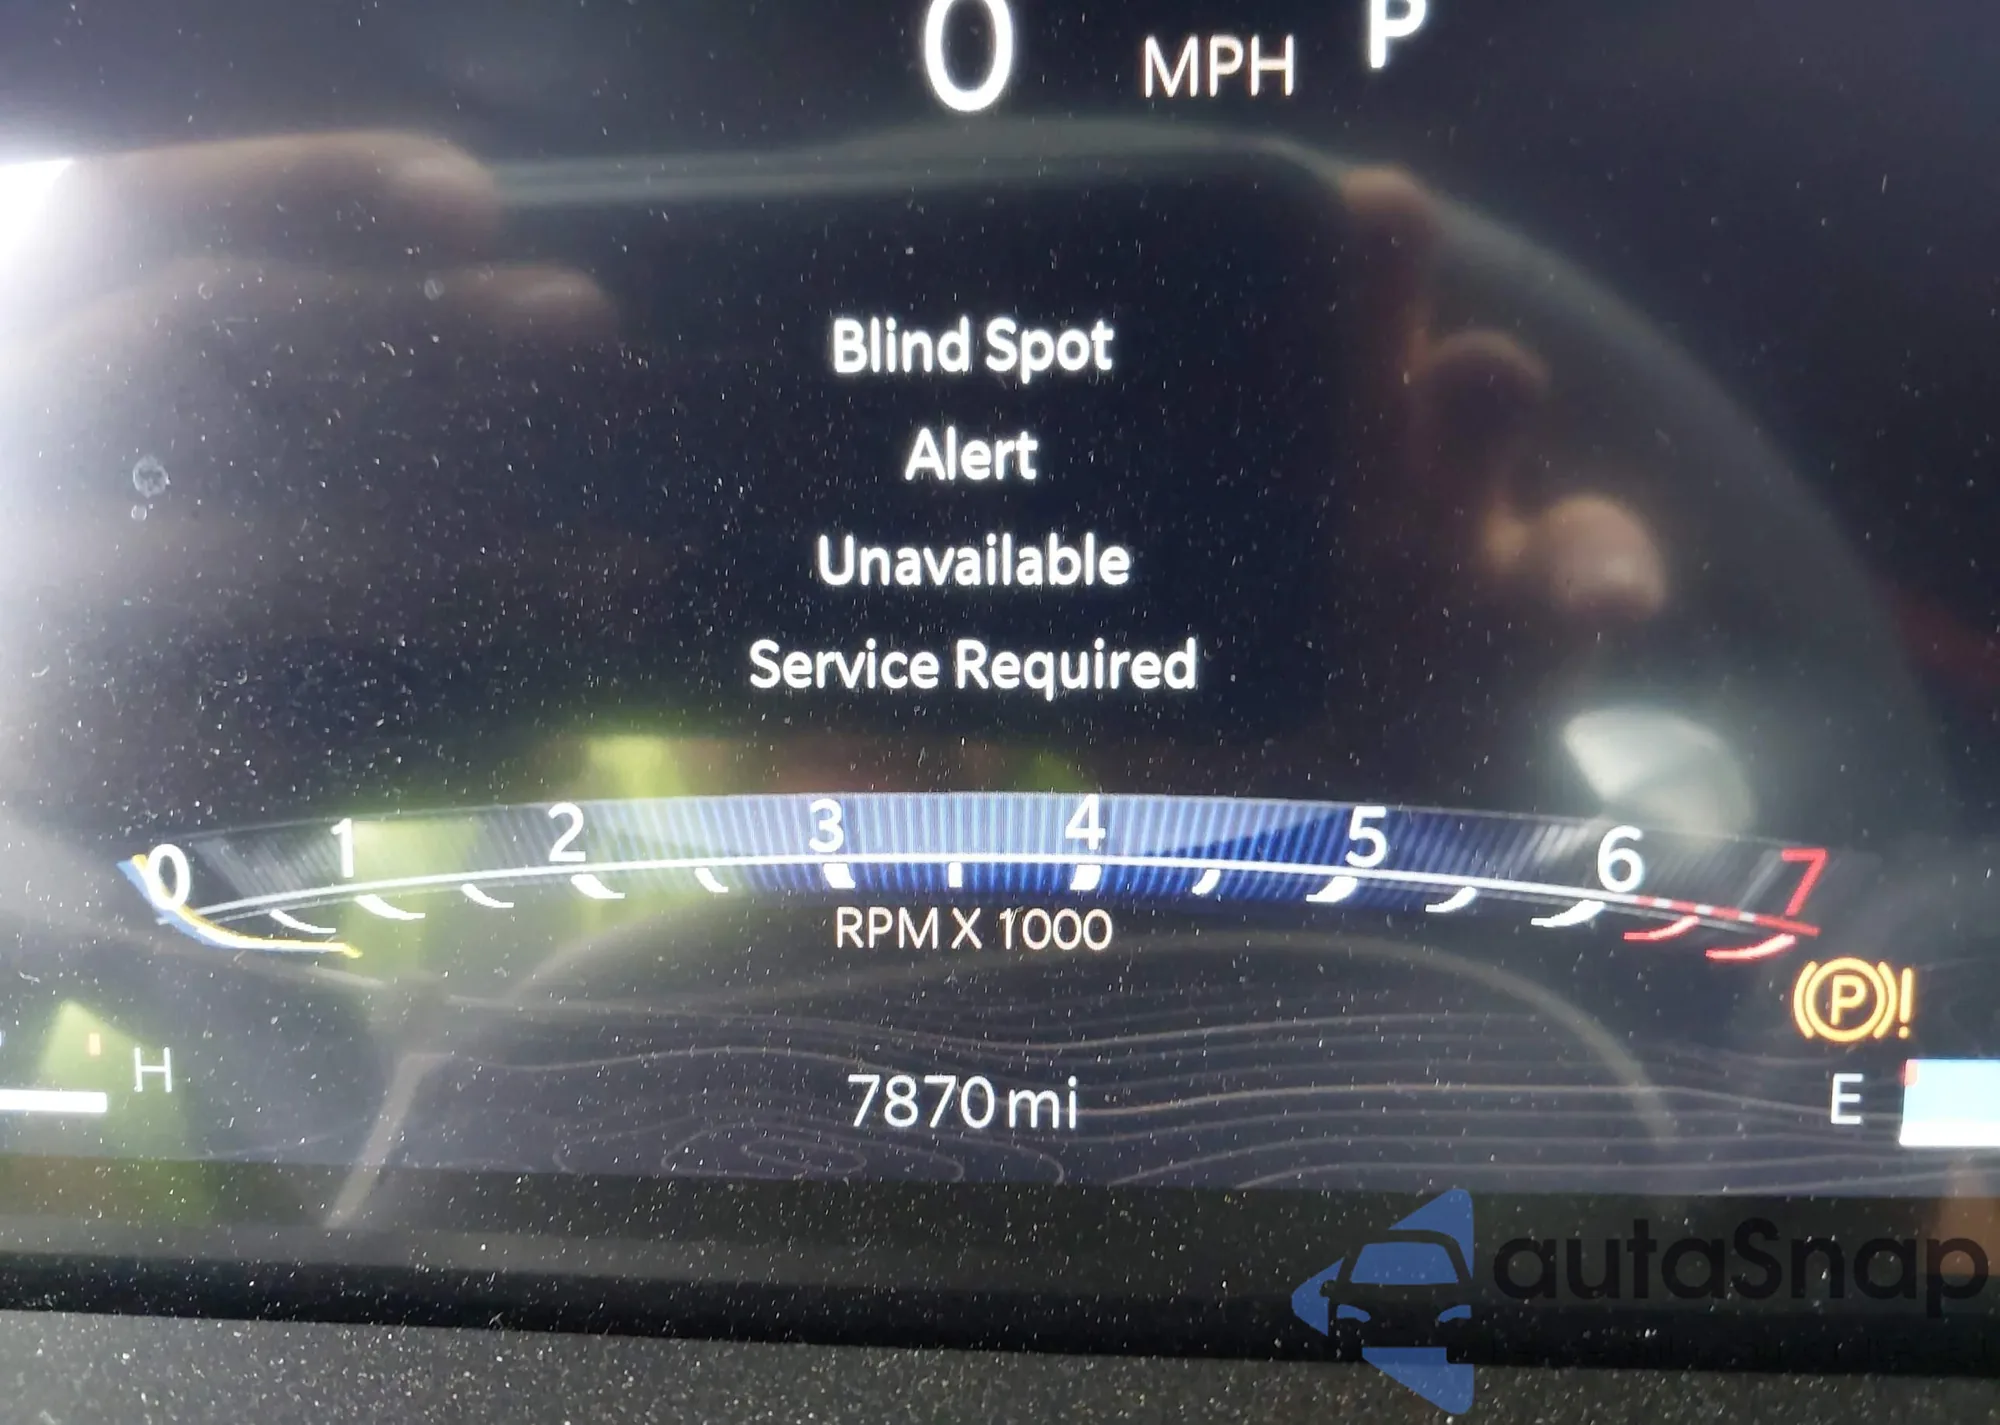 0 MPH P
Blind Spot
Alert
Unavailable
Service Required
0 1 2 3 4 5 6 7
RPM X 1000
(P)!
H
7870 mi
E
autaSnap